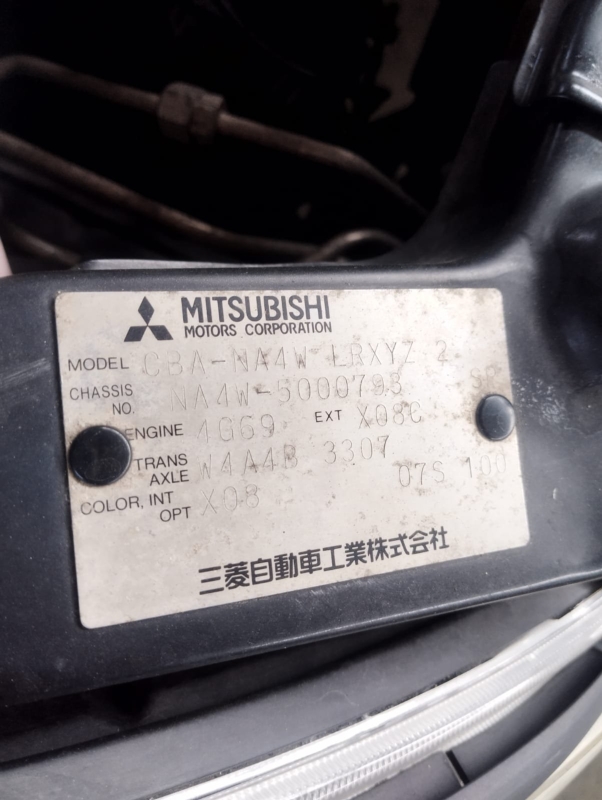 MITSUBISHI
MOTORS CORPORATION
MODEL CBA-NA4W LRXYZ 2
CHASSIS NO. NA4W-5000795
ENGINE 4G69 EXT X08C
TRANS AXLE W4A4B 3307
COLOR, INT OPT X08 07S 100
三菱自動車工業株式会社